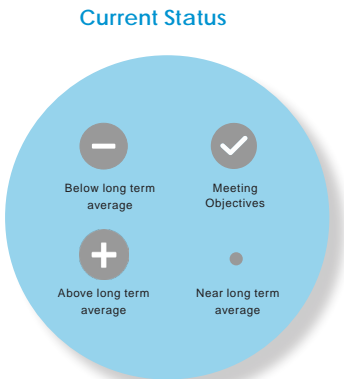 Current Status
Below long term
average
Meeting
Objectives
Above long term
average
Near long term
average